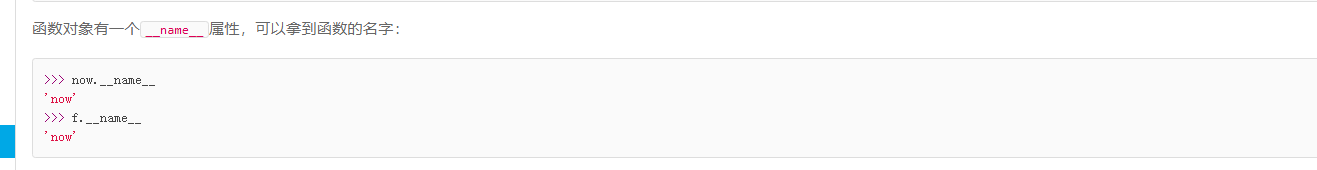 函数对象有一个__name__属性，可以拿到函数的名字：
>>> now.__name__
'now'
>>> f.__name__
'now'